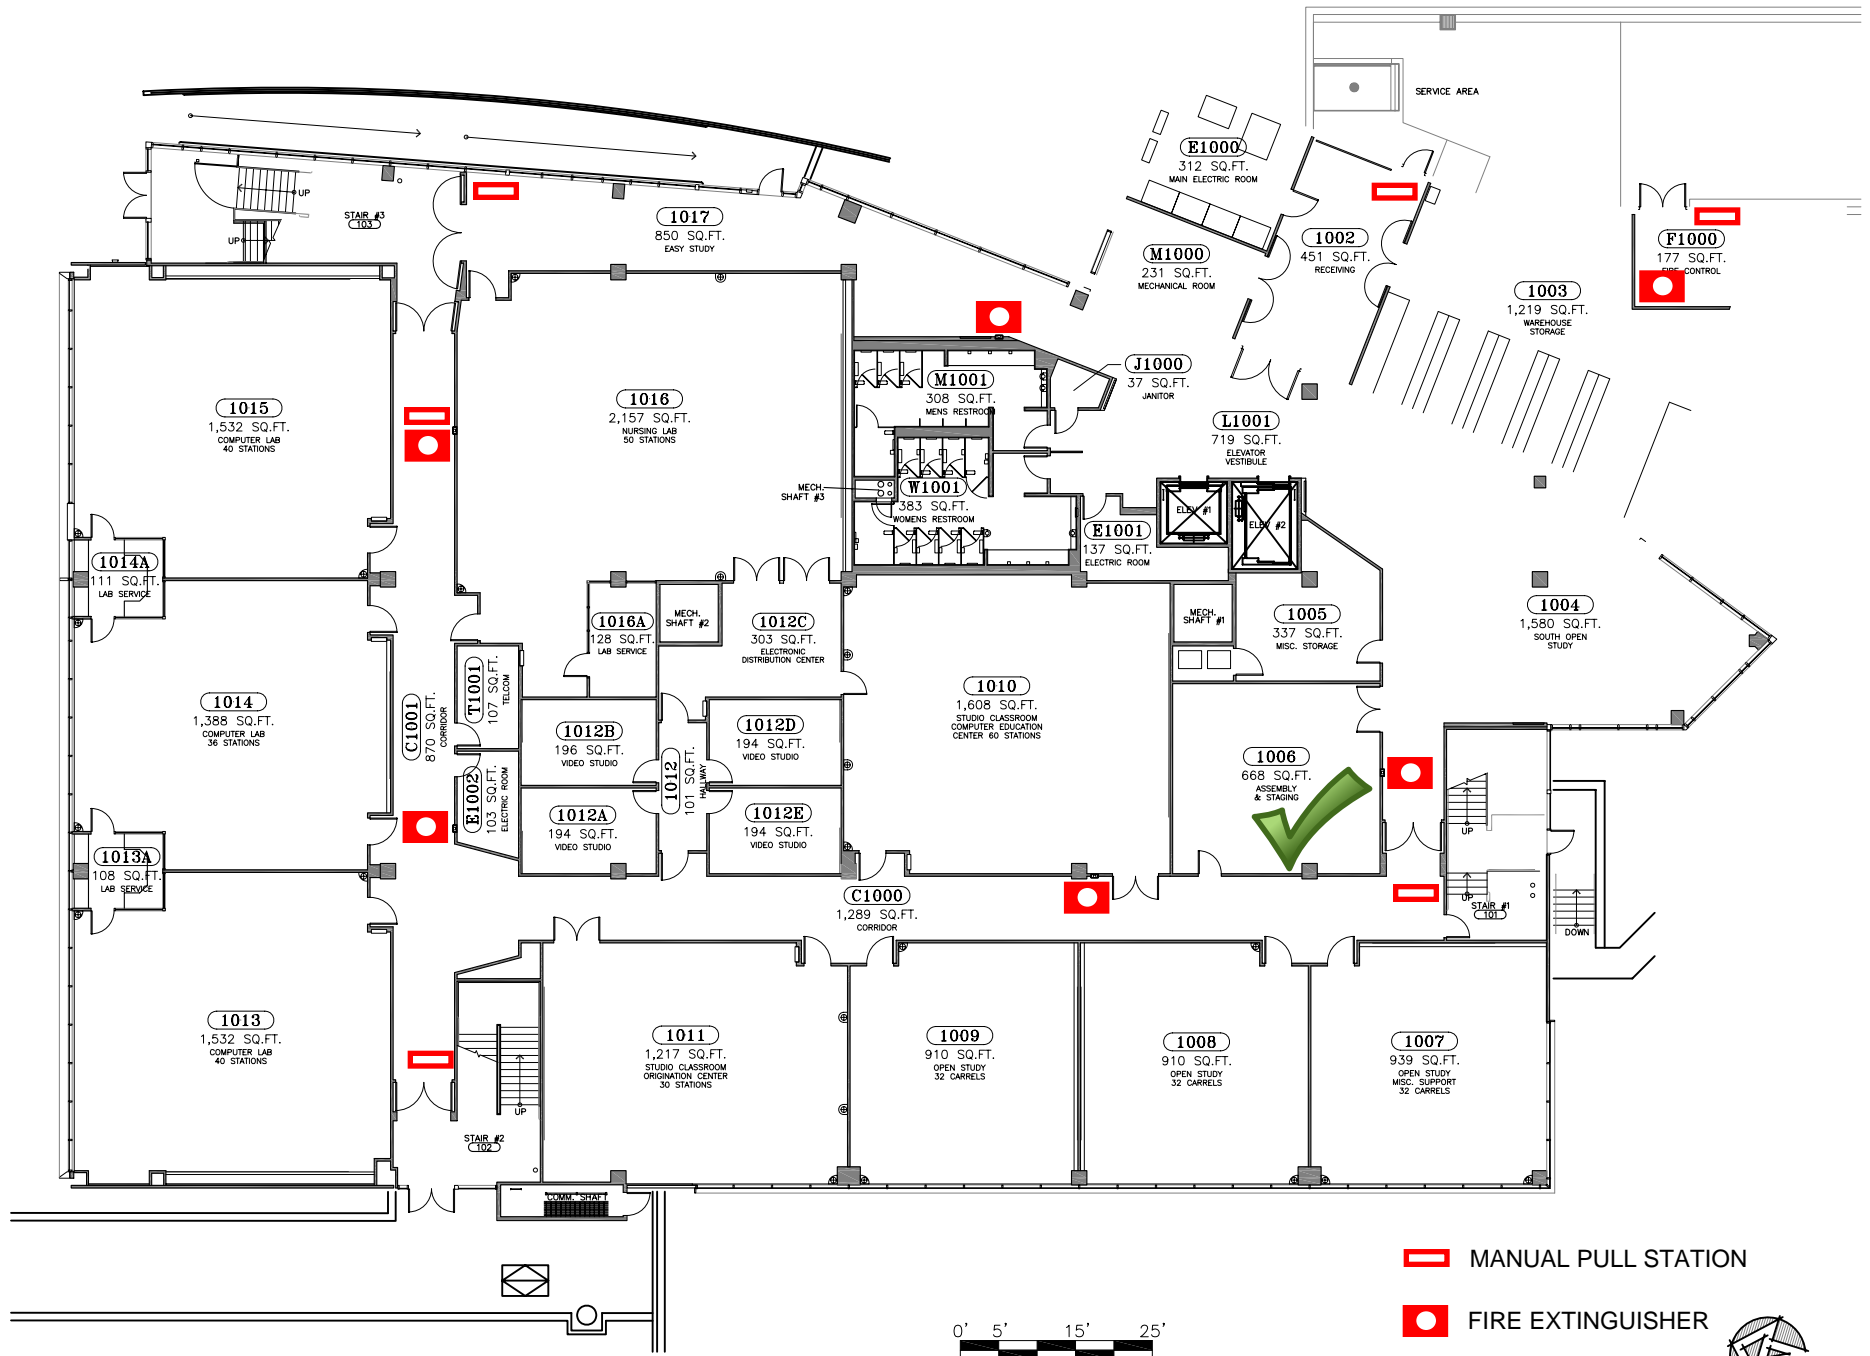 SERVICE AREA
E1000
312 SQ.FT.
MAIN ELECTRIC ROOM
UP
STAIR #3
103
UP
1017
850 SQ.FT.
EASY STUDY
M1000
231 SQ.FT.
MECHANICAL ROOM
1002
451 SQ.FT.
RECEIVING
F1000
177 SQ.FT.
FIRE CONTROL
1003
1,219 SQ.FT.
WAREHOUSE
STORAGE
1015
1,532 SQ.FT.
COMPUTER LAB
40 STATIONS
1016
2,157 SQ.FT.
NURSING LAB
50 STATIONS
M1001
308 SQ.FT.
MENS RESTROOM
J1000
37 SQ.FT.
JANITOR
L1001
719 SQ.FT.
ELEVATOR
VESTIBULE
MECH.
SHAFT #3
W1001
383 SQ.FT.
WOMENS RESTROOM
ELEV #1
ELEV #2
E1001
137 SQ.FT.
ELECTRIC ROOM
1014A
111 SQ.FT.
LAB SERVICE
1016A
128 SQ.FT.
LAB SERVICE
MECH.
SHAFT #2
1012C
303 SQ.FT.
ELECTRONIC
DISTRIBUTION CENTER
MECH.
SHAFT #1
1005
337 SQ.FT.
MISC. STORAGE
1004
1,580 SQ.FT.
SOUTH OPEN
STUDY
1014
1,388 SQ.FT.
COMPUTER LAB
36 STATIONS
C1001
870 SQ.FT.
CORRIDOR
T1001
107 SQ.FT.
TELCOM
E1002
103 SQ.FT.
ELECTRIC ROOM
1012B
196 SQ.FT.
VIDEO STUDIO
1012
101 SQ.FT.
HALLWAY
1012D
194 SQ.FT.
VIDEO STUDIO
1012A
194 SQ.FT.
VIDEO STUDIO
1012E
194 SQ.FT.
VIDEO STUDIO
1010
1,608 SQ.FT.
STUDIO CLASSROOM
COMPUTER EDUCATION
CENTER 60 STATIONS
1006
668 SQ.FT.
ASSEMBLY
& STAGING
UP
UP
STAIR #1
101
DOWN
1013A
108 SQ.FT.
LAB SERVICE
C1000
1,289 SQ.FT.
CORRIDOR
1013
1,532 SQ.FT.
COMPUTER LAB
40 STATIONS
UP
STAIR #2
102
1011
1,217 SQ.FT.
STUDIO CLASSROOM
ORIGINATION CENTER
30 STATIONS
1009
910 SQ.FT.
OPEN STUDY
32 CARRELS
1008
910 SQ.FT.
OPEN STUDY
32 CARRELS
1007
939 SQ.FT.
OPEN STUDY
MISC. SUPPORT
32 CARRELS
COMM. SHAFT
MANUAL PULL STATION
FIRE EXTINGUISHER
0' 5' 15' 25'